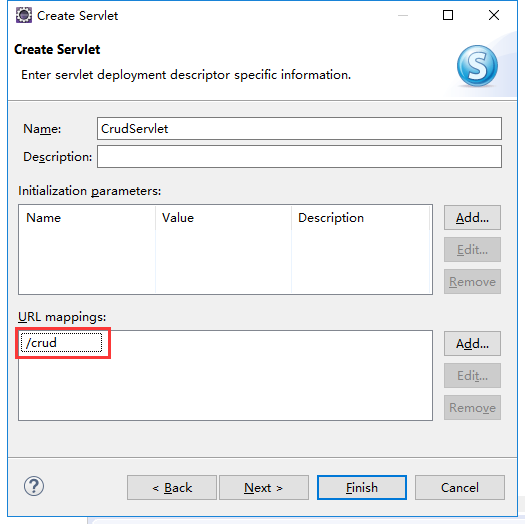 Create Servlet
Create Servlet
Enter servlet deployment descriptor specific information.
S
Name: CrudServlet
Description:
Initialization parameters:
Name Value Description
Add...
Edit...
Remove
URL mappings:
/crud
Add...
Edit...
Remove
?
< Back Next > Finish Cancel